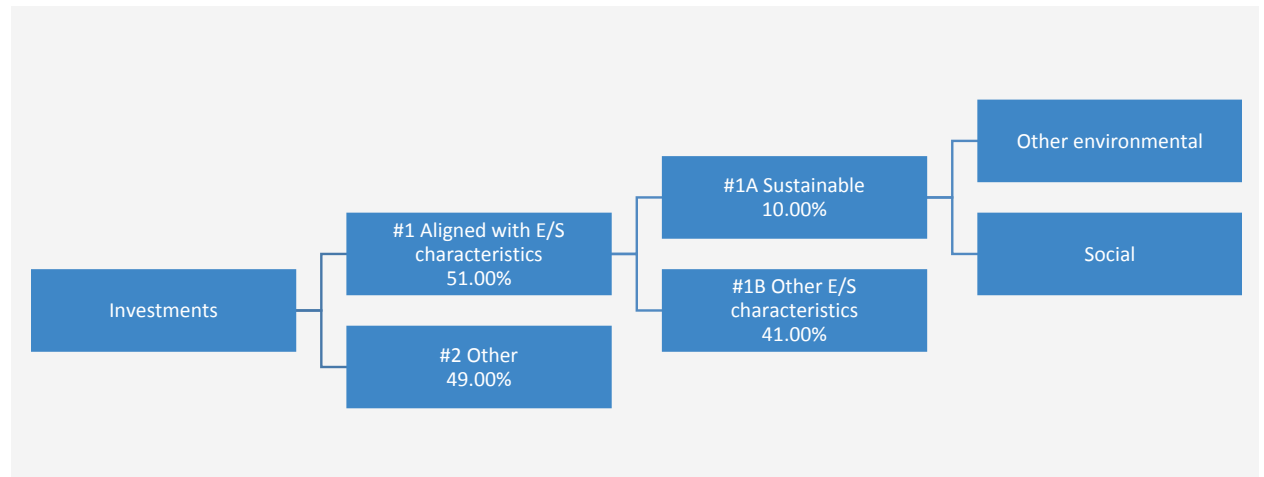 Investments
#1 Aligned with E/S
characteristics
51.00%
#2 Other
49.00%
#1A Sustainable
10.00%
#1B Other E/S
characteristics
41.00%
Other environmental
Social